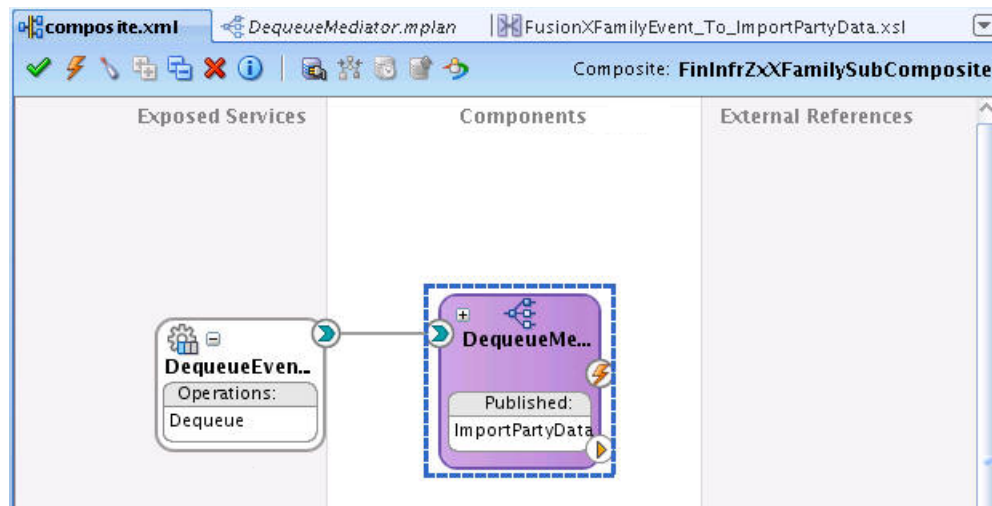 composite.xml DequeueMediator.mplan FusionXFamilyEvent_To_ImportPartyData.xsl
Composite: FinInfrZxXFamilySubComposite
Exposed Services Components External References
DequeueMe...
DequeueEven...
Operations:
Dequeue
Published:
ImportPartyData